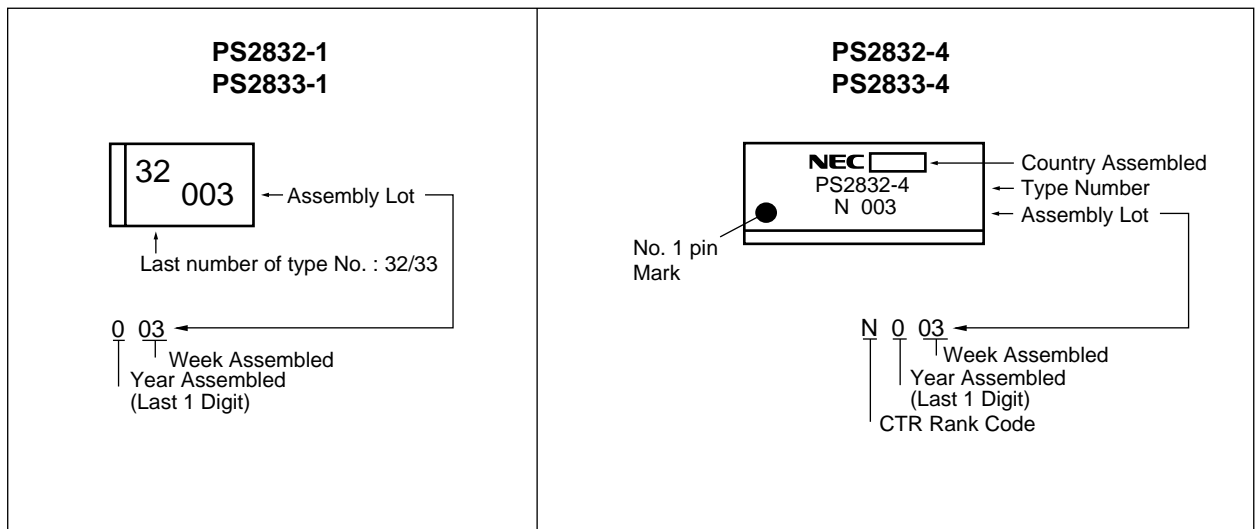 PS2832-1
PS2833-1
32
003
Assembly Lot
Last number of type No. : 32/33
0 03
Week Assembled
Year Assembled
(Last 1 Digit)
PS2832-4
PS2833-4
NEC
Country Assembled
PS2832-4
Type Number
N 003
Assembly Lot
No. 1 pin
Mark
N 0 03
Week Assembled
Year Assembled
(Last 1 Digit)
CTR Rank Code